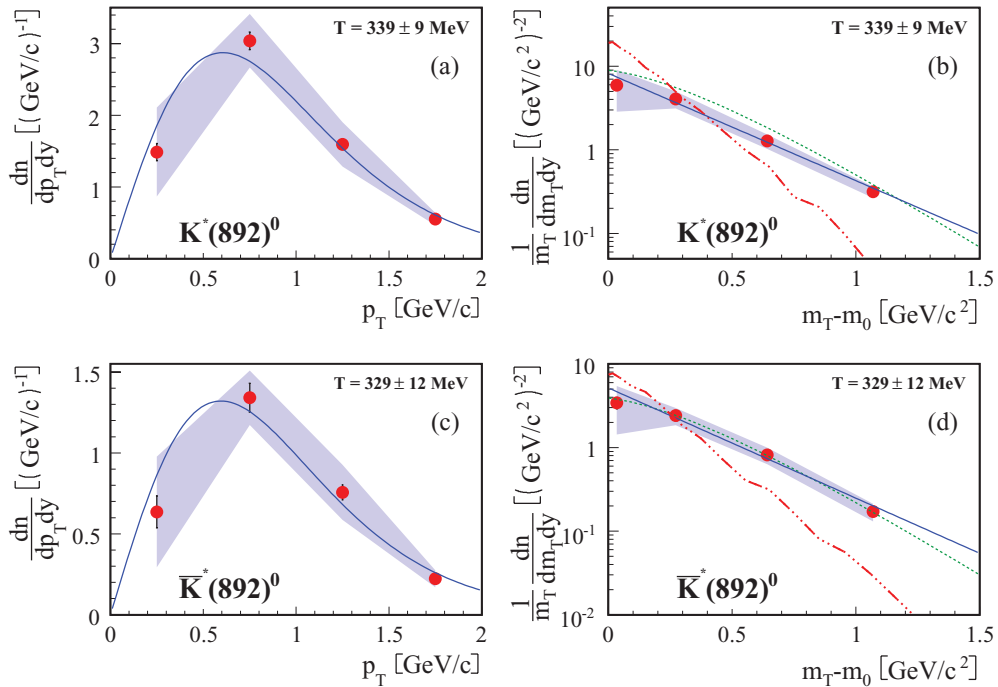 T = 339 ± 9 MeV
(a)
dn
dp_T dy [(GeV/c)^-1]
3
2
1
0
K^*(892)^0
0 0.5 1 1.5 2
p_T [GeV/c]
T = 339 ± 9 MeV
(b)
1 dn
m_T dm_T dy [(GeV/c^2)^-2]
10
1
10^-1
K^*(892)^0
0 0.5 1 1.5
m_T-m_0 [GeV/c^2]
T = 329 ± 12 MeV
(c)
dn
dp_T dy [(GeV/c)^-1]
1.5
1
0.5
0
K̅^*(892)^0
0 0.5 1 1.5 2
p_T [GeV/c]
T = 329 ± 12 MeV
(d)
1 dn
m_T dm_T dy [(GeV/c^2)^-2]
10
1
10^-1
10^-2
K̅^*(892)^0
0 0.5 1 1.5
m_T-m_0 [GeV/c^2]